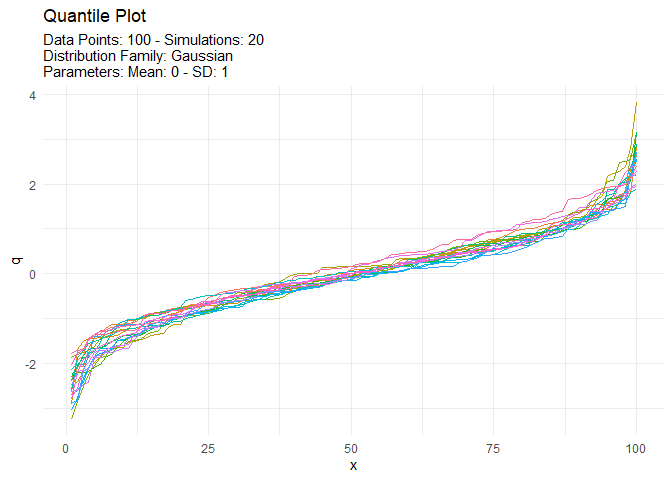 Quantile Plot
Data Points: 100 - Simulations: 20
Distribution Family: Gaussian
Parameters: Mean: 0 - SD: 1
4
2
0
-2
q
0 25 50 75 100
x